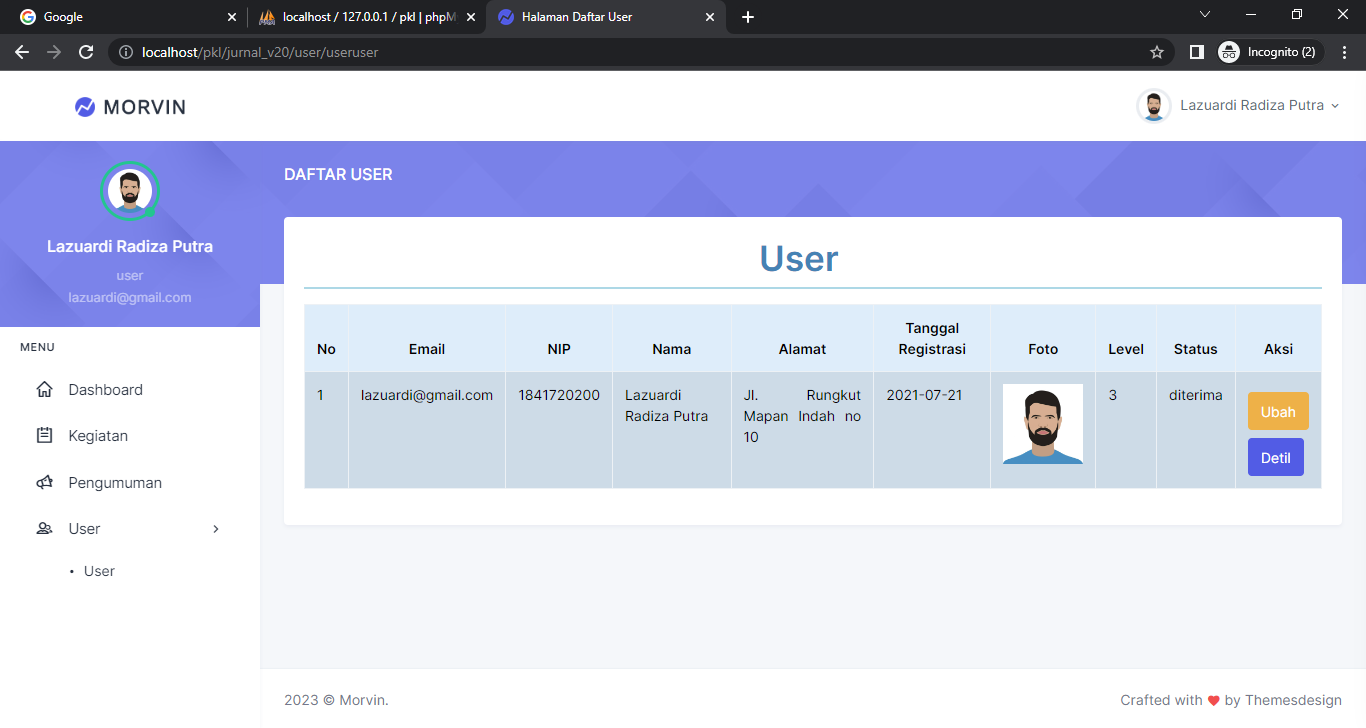 Google
localhost / 127.0.0.1 / pkl | phpM
Halaman Daftar User
localhost/pkl/jurnal_v20/user/useruser
Incognito (2)
MORVIN
Lazuardi Radiza Putra
Lazuardi Radiza Putra
user
lazuardi@gmail.com
MENU
Dashboard
Kegiatan
Pengumuman
User
• User
DAFTAR USER
User
No Email NIP Nama Alamat Tanggal Registrasi Foto Level Status Aksi
1 lazuardi@gmail.com 1841720200 Lazuardi Radiza Putra Jl. Rungkut Mapan Indah no 10 2021-07-21 3 diterima
Ubah
Detil
2023 © Morvin.
Crafted with ❤ by Themesdesign